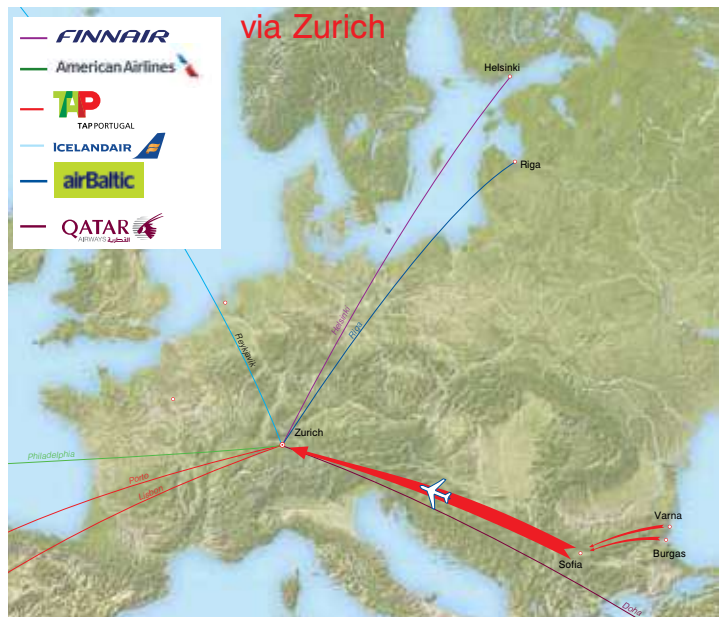 via Zurich
FINNAIR
American Airlines
TAP
TAP PORTUGAL
ICELANDAIR
airBaltic
QATAR
AIRWAYS القطرية
Helsinki
Riga
Helsinki
Riga
Reykjavik
Zurich
Philadelphia
Porto
Lisbon
Varna
Burgas
Sofia
Doha